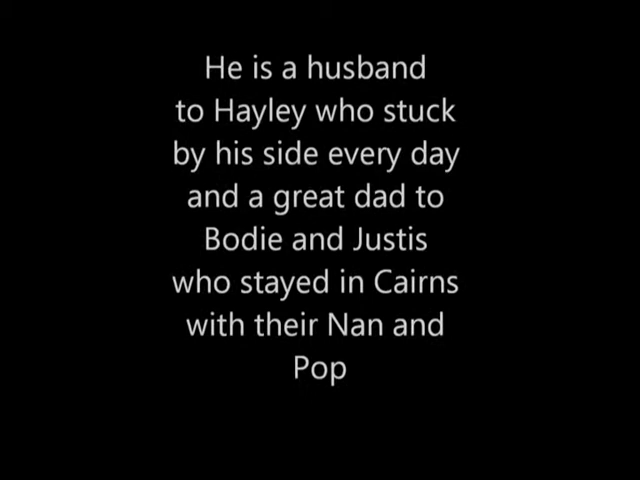 He is a husband
to Hayley who stuck
by his side every day
and a great dad to
Bodie and Justis
who stayed in Cairns
with their Nan and
Pop